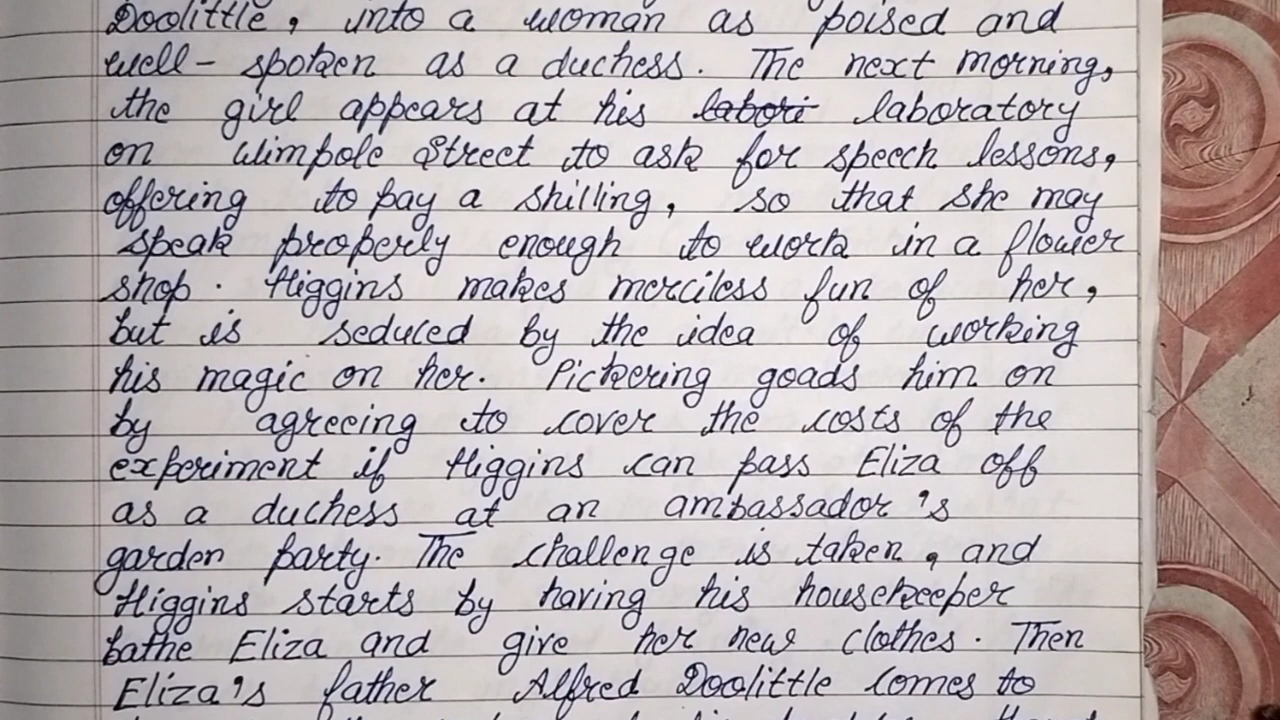 Doolittle, into a woman as poised and
well-spoken as a duchess. The next morning,
the girl appears at his labori laboratory
on Wimpole Street to ask for speech lessons,
offering to pay a shilling, so that she may
speak properly enough to work in a flower
shop. Higgins makes merciless fun of her,
but is seduced by the idea of working
his magic on her. Pickering goads him on
by agreeing to cover the costs of the
experiment if Higgins can pass Eliza off
as a duchess at an ambassador's
garden party. The challenge is taken, and
Higgins starts by having his housekeeper
bathe Eliza and give her new clothes. Then
Eliza's father Alfred Doolittle comes to